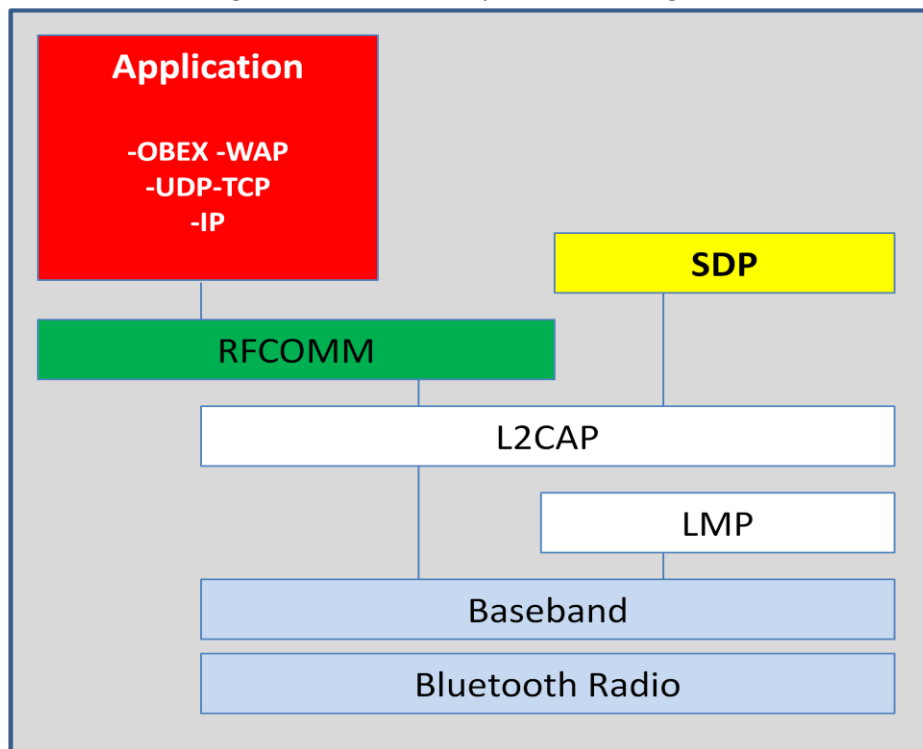 Application
-OBEX -WAP
-UDP-TCP
-IP
SDP
RFCOMM
L2CAP
LMP
Baseband
Bluetooth Radio